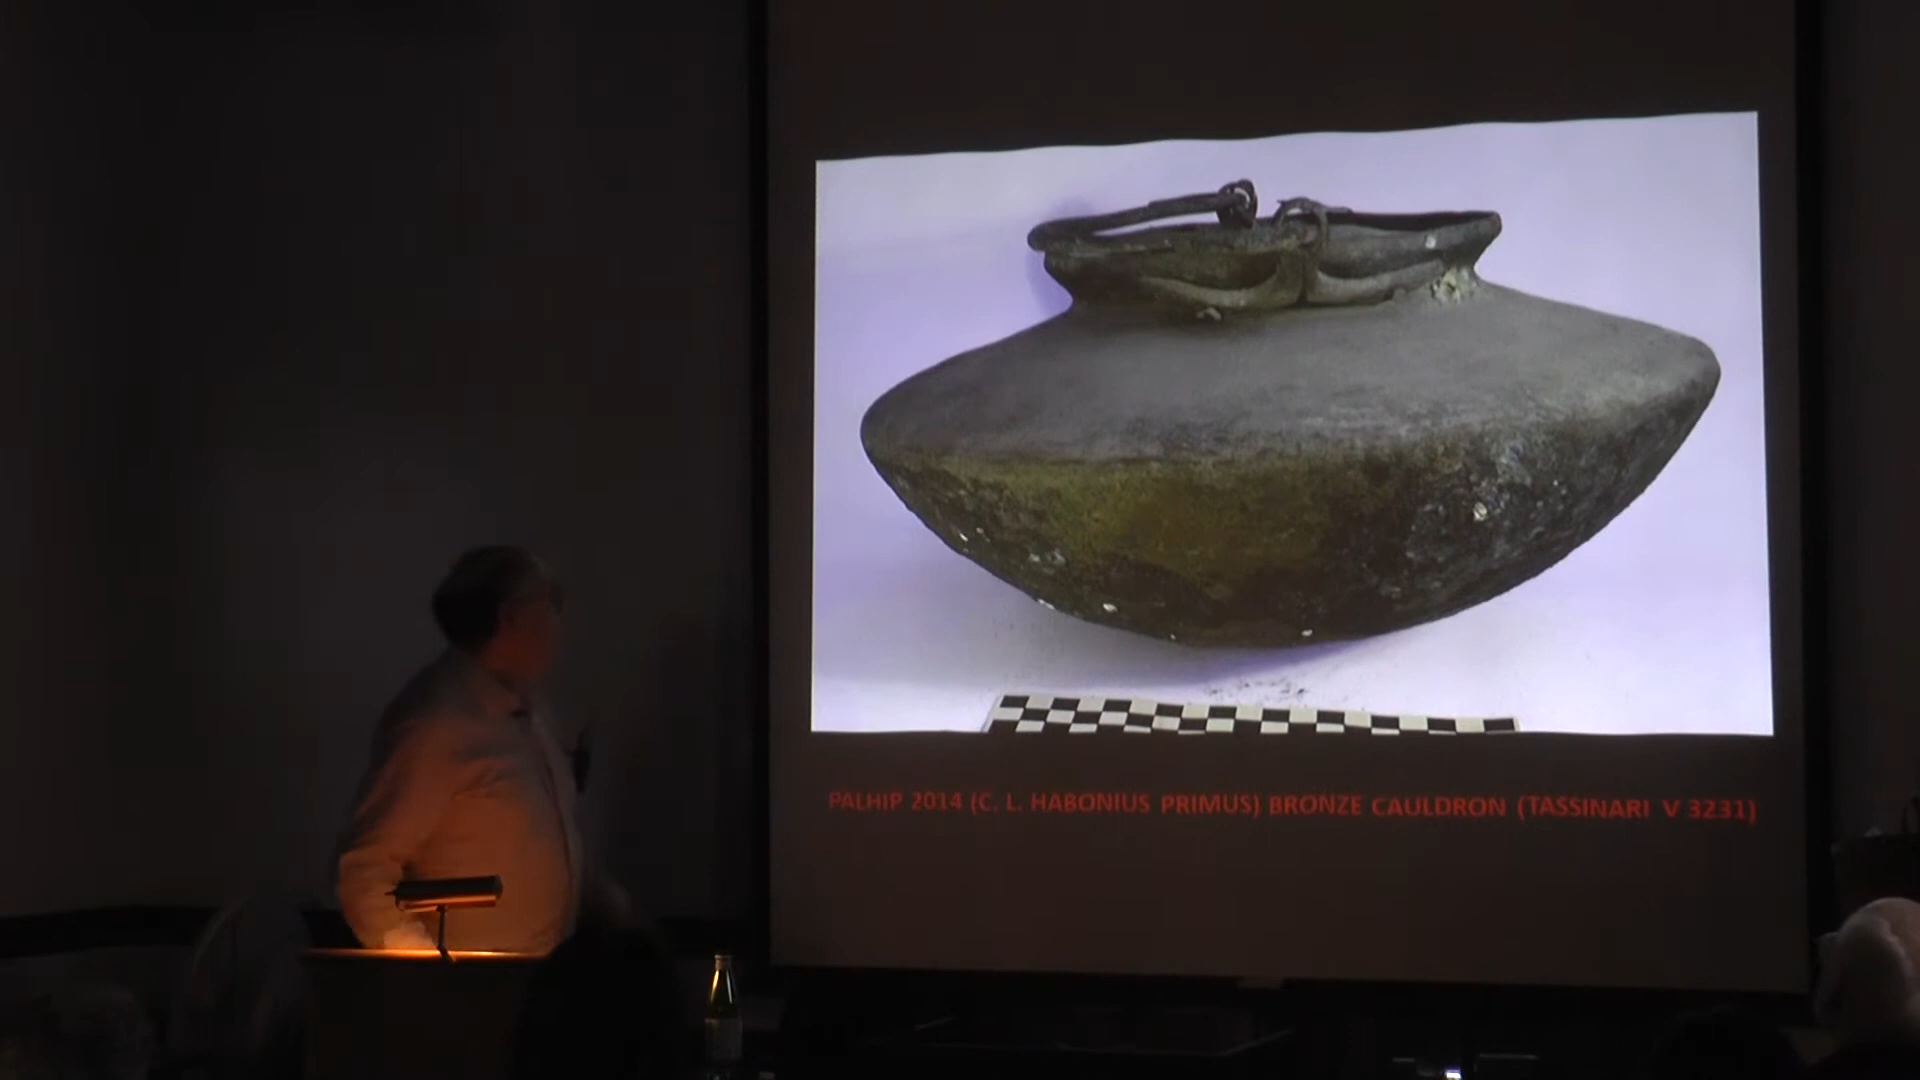 PALHIP 2014 (C. L. HABONIUS PRIMUS) BRONZE CAULDRON (TASSINARI V 3231)